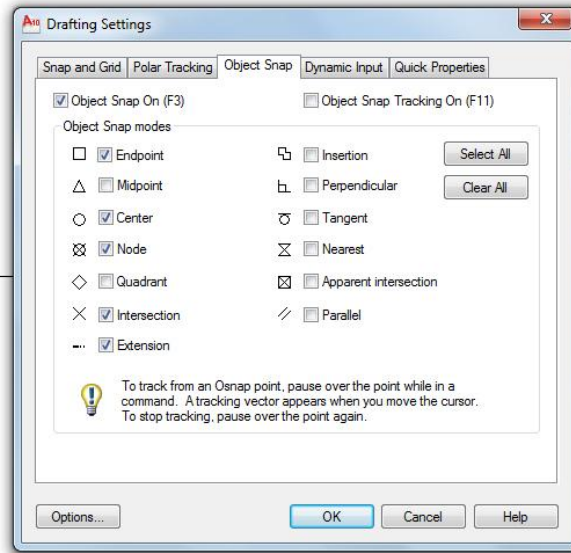 A10 Drafting Settings
Snap and Grid Polar Tracking Object Snap Dynamic Input Quick Properties
Object Snap On (F3) Object Snap Tracking On (F11)
Object Snap modes
Endpoint Insertion Select All
Midpoint Perpendicular Clear All
Center Tangent
Node Nearest
Quadrant Apparent intersection
Intersection Parallel
Extension
To track from an Osnap point, pause over the point while in a
command. A tracking vector appears when you move the cursor.
To stop tracking, pause over the point again.
Options... OK Cancel Help